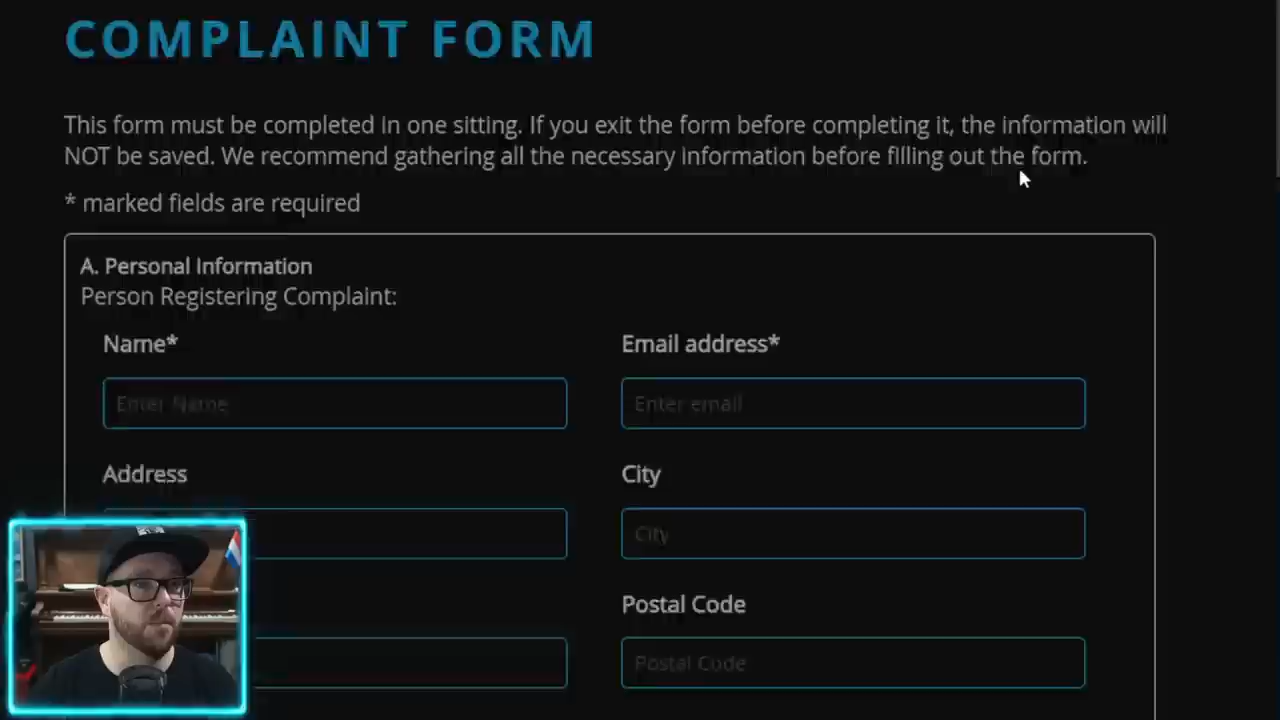 COMPLAINT FORM
This form must be completed in one sitting. If you exit the form before completing it, the information will
NOT be saved. We recommend gathering all the necessary information before filling out the form.
* marked fields are required
A. Personal Information
Person Registering Complaint:
Name* Email address*
Enter Name Enter email
Address City
City
Postal Code
Postal Code